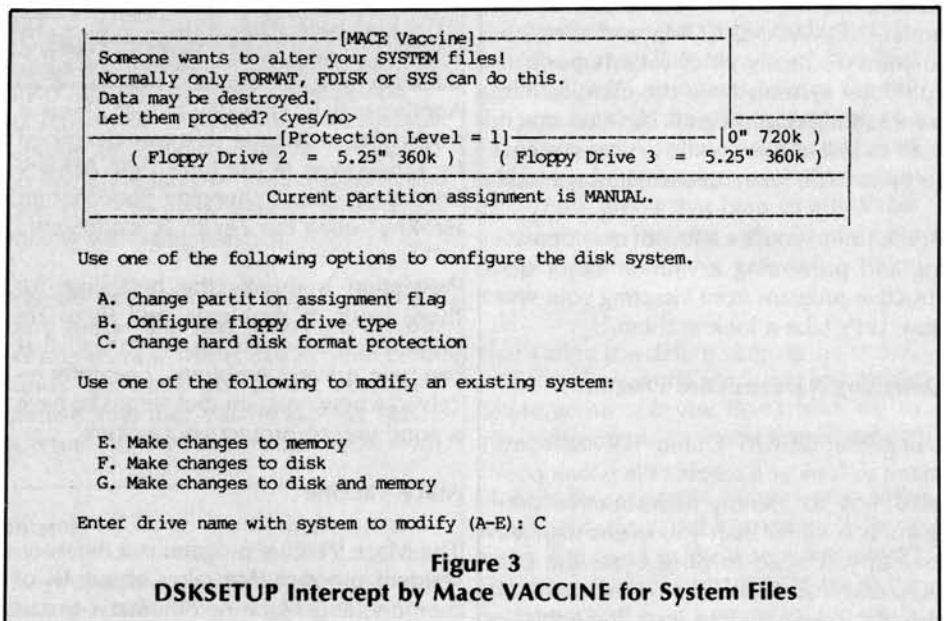 [MACE Vaccine]
Someone wants to alter your SYSTEM files!
Normally only FORMAT, FDISK or SYS can do this.
Data may be destroyed.
Let them proceed? <yes/no>
[Protection Level = 1] 0" 720k
( Floppy Drive 2 = 5.25" 360k ) ( Floppy Drive 3 = 5.25" 360k )
Current partition assignment is MANUAL.
Use one of the following options to configure the disk system.
A. Change partition assignment flag
B. Configure floppy drive type
C. Change hard disk format protection
Use one of the following to modify an existing system:
E. Make changes to memory
F. Make changes to disk
G. Make changes to disk and memory
Enter drive name with system to modify (A-E): C
Figure 3
DSKSETUP Intercept by Mace VACCINE for System Files